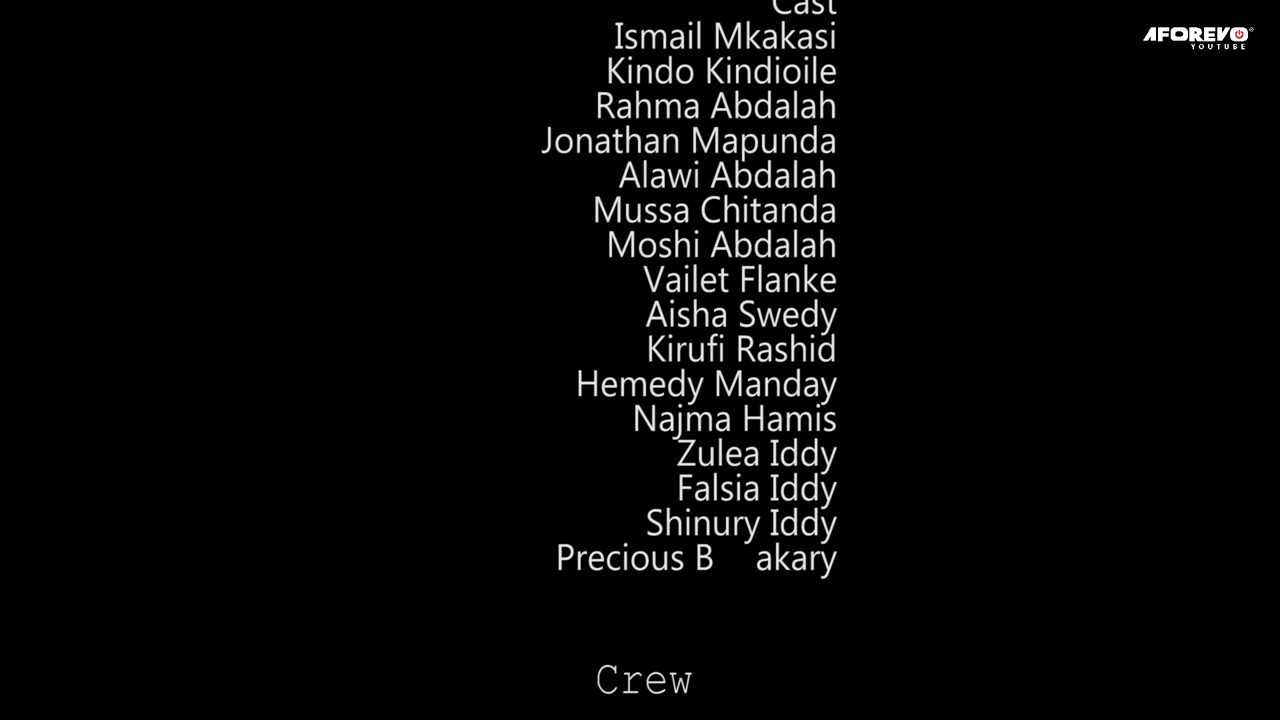 Cast
AFOREVO
YOUTUBE
Ismail Mkakasi
Kindo Kindioile
Rahma Abdalah
Jonathan Mapunda
Alawi Abdalah
Mussa Chitanda
Moshi Abdalah
Vailet Flanke
Aisha Swedy
Kirufi Rashid
Hemedy Manday
Najma Hamis
Zulea Iddy
Falsia Iddy
Shinury Iddy
Precious B akary
Crew